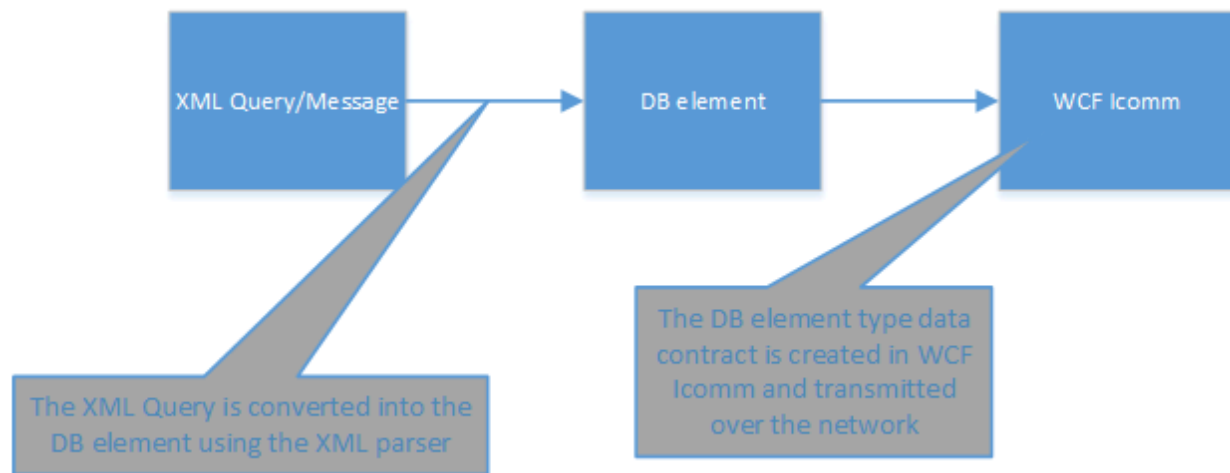 XML Query/Message
DB element
WCF Icomm
The DB element type data
contract is created in WCF
Icomm and transmitted
over the network
The XML Query is converted into the
DB element using the XML parser